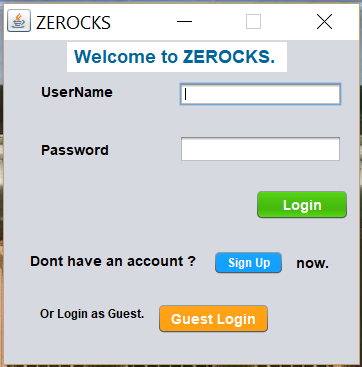 ZEROCKS
Welcome to ZEROCKS.
UserName
Password
Login
Dont have an account ? Sign Up now.
Or Login as Guest. Guest Login